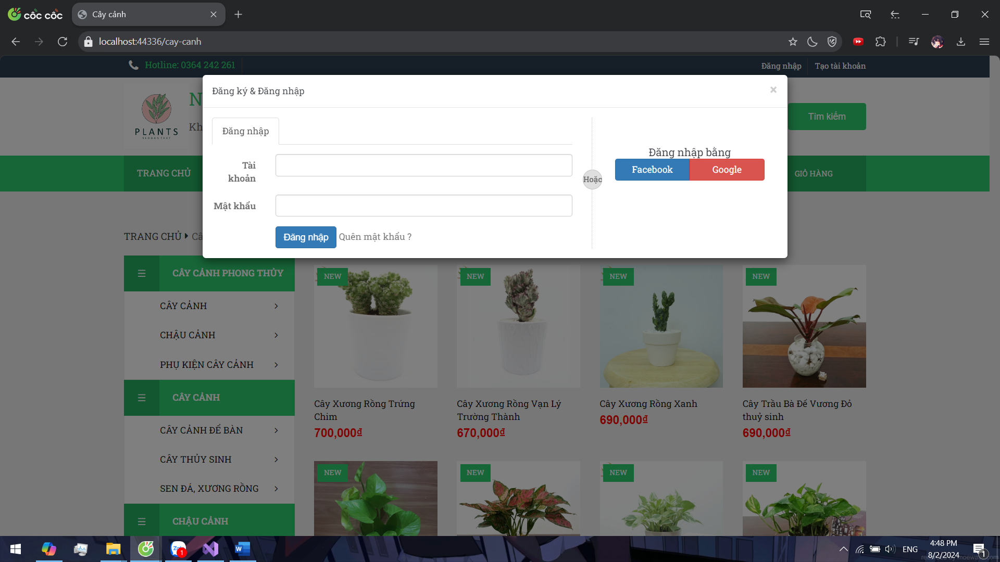 cốc cốc
Cây cảnh
localhost:44336/cay-canh
Hotline: 0364 242 261
Đăng nhập
Tạo tài khoản
Đăng ký & Đăng nhập
×
PLANTS
SLOGAN TEXT
N
Kh
Tìm kiếm
Đăng nhập
Đăng nhập bằng
Facebook
Google
Tài khoản
Hoặc
Mật khẩu
Đăng nhập
Quên mật khẩu ?
TRANG CHỦ
GIỎ HÀNG
TRANG CHỦ
Câ
CÂY CẢNH PHONG THỦY
CÂY CẢNH
CHẬU CẢNH
PHỤ KIỆN CÂY CẢNH
CÂY CẢNH
CÂY CẢNH ĐỂ BÀN
CÂY THỦY SINH
SEN ĐÁ, XƯƠNG RỒNG
CHẬU CẢNH
NEW
NEW
NEW
NEW
Cây Xương Rồng Trứng
Chim
700,000₫
Cây Xương Rồng Vạn Lý
Trường Thành
670,000₫
Cây Xương Rồng Xanh
690,000₫
Cây Trầu Bà Đế Vương Đỏ
thuỷ sinh
690,000₫
NEW
NEW
NEW
NEW
1
ENG
4:48 PM
8/2/2024
1